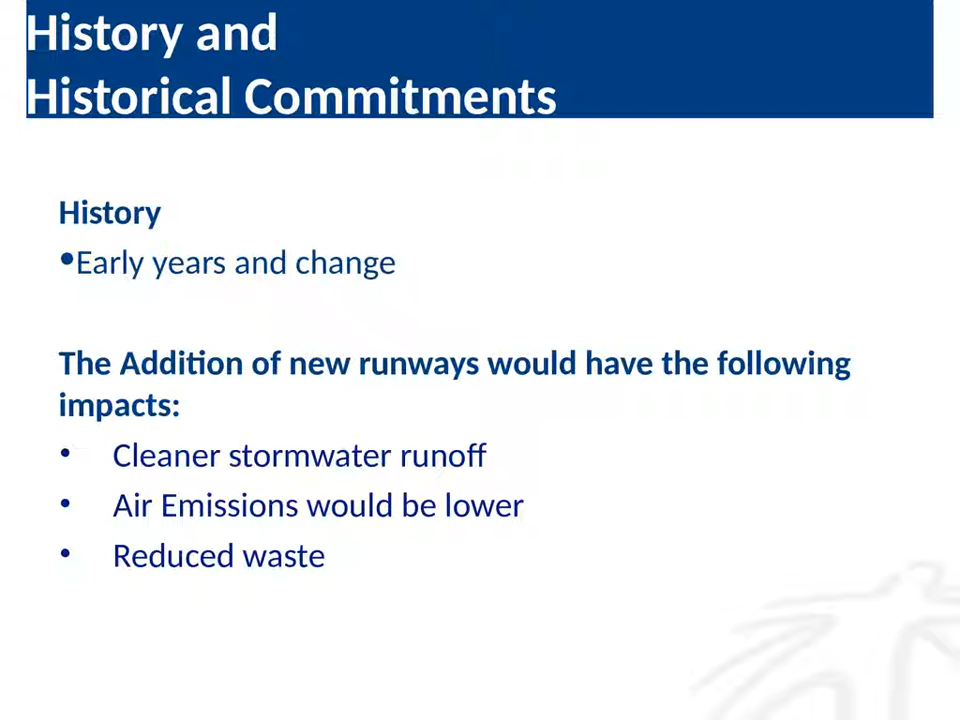 History and
Historical Commitments
History
•Early years and change
The Addition of new runways would have the following
impacts:
• Cleaner stormwater runoff
• Air Emissions would be lower
• Reduced waste